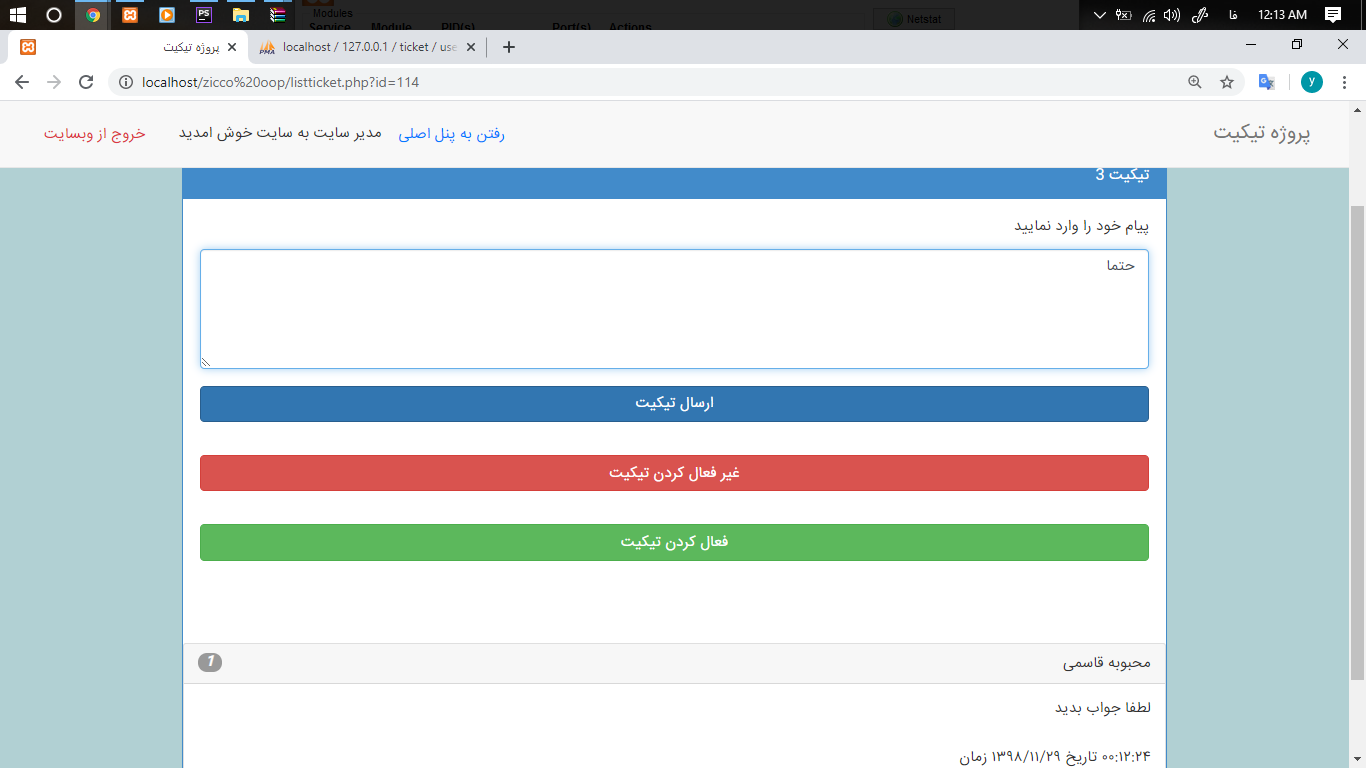 Modules
Service Module PID(s) Port(s) Actions
Netstat
فا 12:13 AM
پروژه تیکیت
localhost / 127.0.0.1 / ticket / use
localhost/zicco%20oop/listticket.php?id=114
y
پروژه تیکیت
رفتن به پنل اصلی
مدیر سایت به سایت خوش امدید
خروج از وبسایت
تیکیت 3
پیام خود را وارد نمایید
حتما
ارسال تیکیت
غیر فعال کردن تیکیت
فعال کردن تیکیت
محبوبه قاسمی
1
لطفا جواب بدید
۰۰:۱۲:۲۴ تاریخ ۱۳۹۸/۱۱/۲۹ زمان